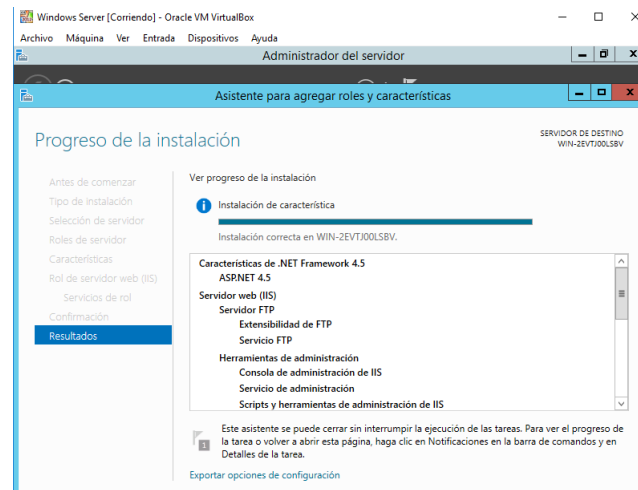 Windows Server [Corriendo] - Oracle VM VirtualBox
Archivo Máquina Ver Entrada Dispositivos Ayuda
Administrador del servidor
Asistente para agregar roles y características
Progreso de la instalación
SERVIDOR DE DESTINO
WIN-2EVTJ00LSBV
Antes de comenzar
Tipo de instalación
Selección de servidor
Roles de servidor
Características
Rol de servidor web (IIS)
Servicios de rol
Confirmación
Resultados
Ver progreso de la instalación
Instalación de característica
Instalación correcta en WIN-2EVTJ00LSBV.
Características de .NET Framework 4.5
ASP.NET 4.5
Servidor web (IIS)
Servidor FTP
Extensibilidad de FTP
Servicio FTP
Herramientas de administración
Consola de administración de IIS
Servicio de administración
Scripts y herramientas de administración de IIS
1
Este asistente se puede cerrar sin interrumpir la ejecución de las tareas. Para ver el progreso de
la tarea o volver a abrir esta página, haga clic en Notificaciones en la barra de comandos y en
Detalles de la tarea.
Exportar opciones de configuración